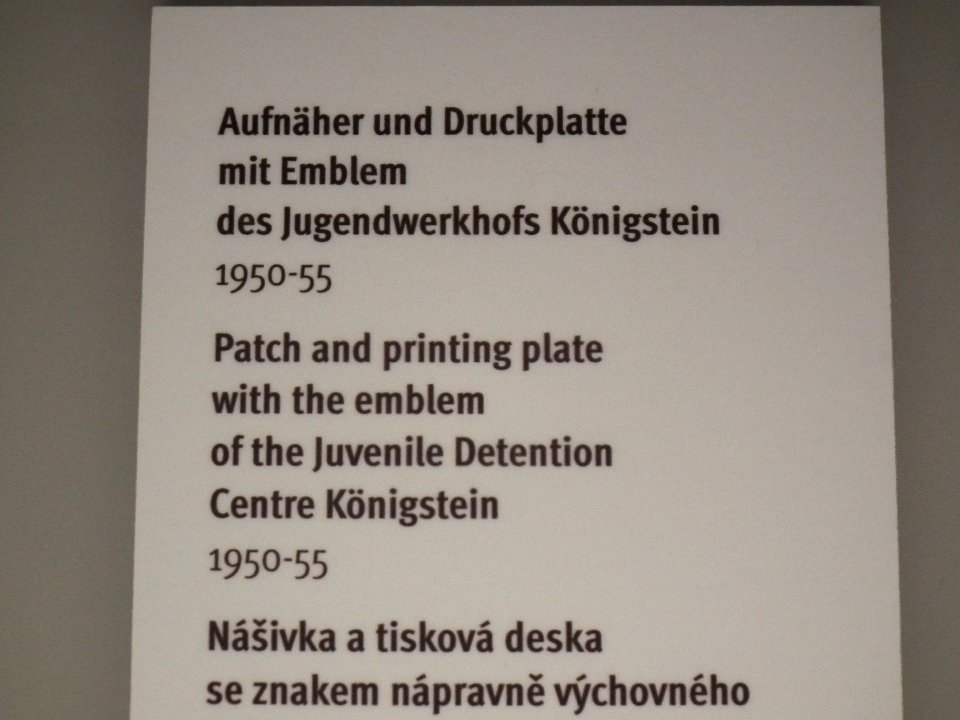 Aufnäher und Druckplatte
mit Emblem
des Jugendwerkhofs Königstein
1950-55
Patch and printing plate
with the emblem
of the Juvenile Detention
Centre Königstein
1950-55
Nášivka a tisková deska
se znakem nápravně výchovného